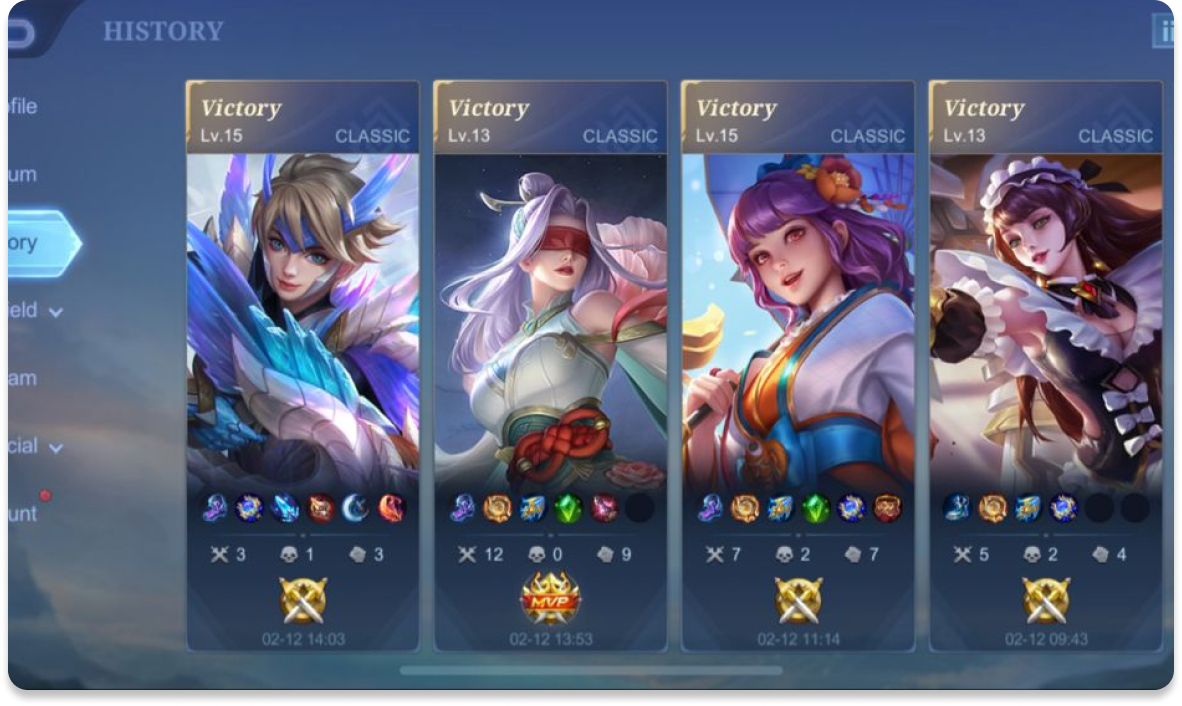 HISTORY
ofile
um
ory
eld
am
cial
unt
Victory
Lv.15 CLASSIC
3 1 3
02-12 14:03
Victory
Lv.13 CLASSIC
12 0 9
MVP
02-12 13:53
Victory
Lv.15 CLASSIC
7 2 7
02-12 11:14
Victory
Lv.13 CLASSIC
5 2 4
02-12 09:43